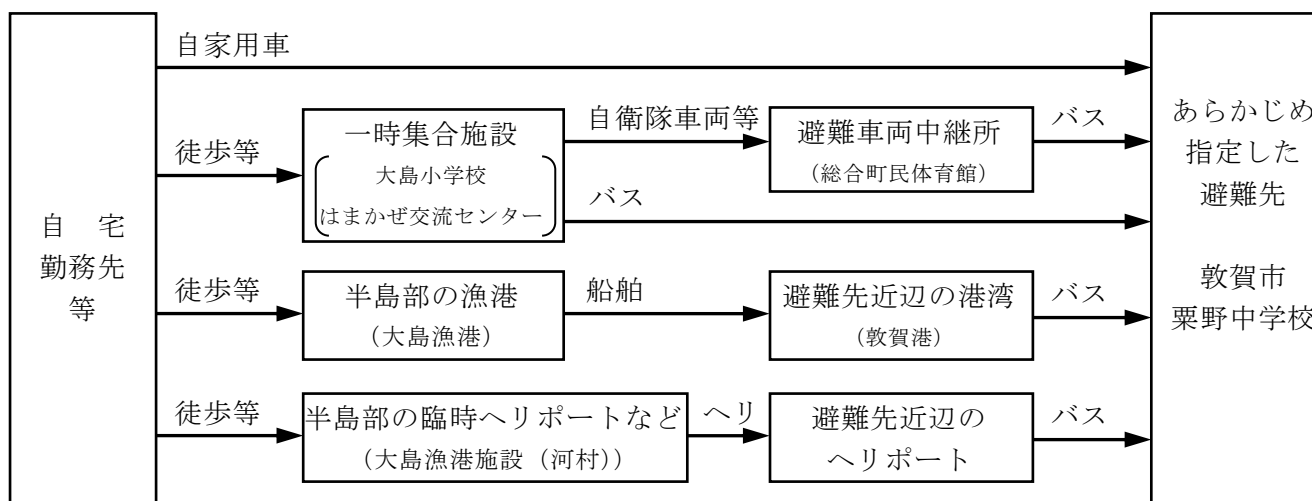 自　宅
勤務先
等
自家用車
徒歩等
一時集合施設
大島小学校
はまかぜ交流センター
自衛隊車両等
避難車両中継所
（総合町民体育館）
バス
バス
徒歩等
半島部の漁港
（大島漁港）
船舶
避難先近辺の港湾
（敦賀港）
バス
徒歩等
半島部の臨時ヘリポートなど
（大島漁港施設（河村））
ヘリ
避難先近辺の
ヘリポート
バス
あらかじめ
指定した
避難先
敦賀市
粟野中学校